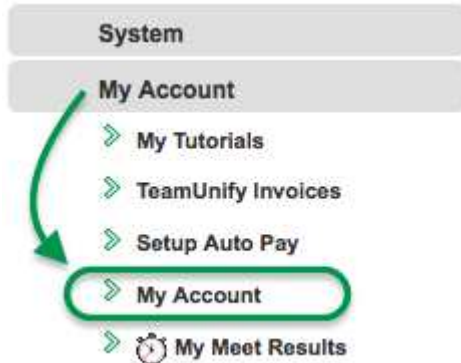 System
My Account
My Tutorials
TeamUnify Invoices
Setup Auto Pay
My Account
My Meet Results